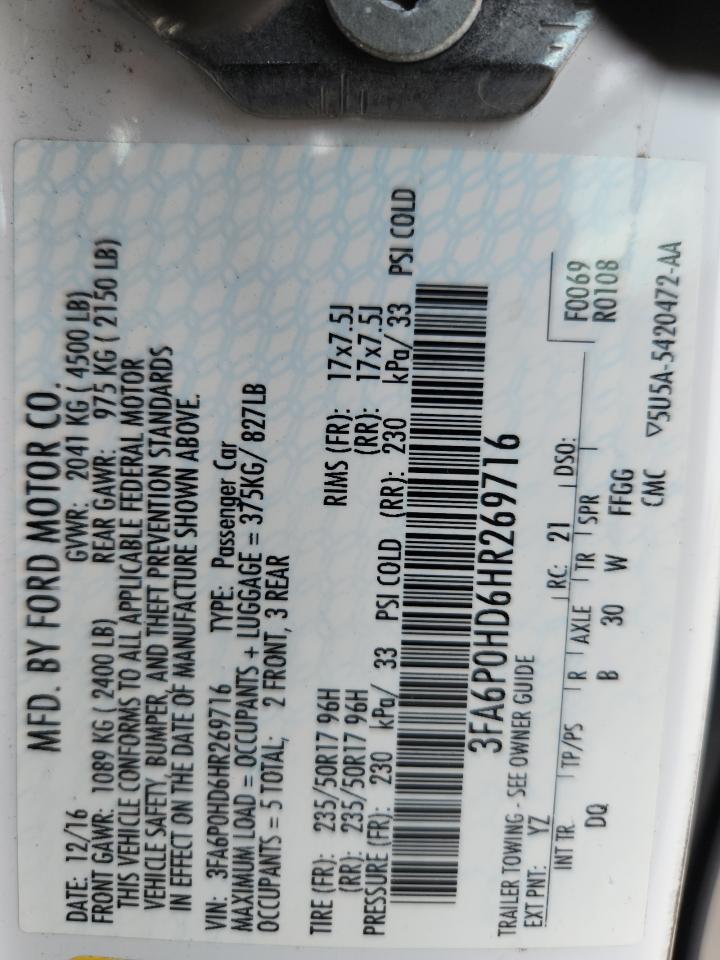 MFD. BY FORD MOTOR CO.
DATE: 12/16 GVWR: 2041 KG ( 4500 LB)
FRONT GAWR: 1089 KG ( 2400 LB) REAR GAWR: 975 KG ( 2150 LB)
THIS VEHICLE CONFORMS TO ALL APPLICABLE FEDERAL MOTOR
VEHICLE SAFETY, BUMPER, AND THEFT PREVENTION STANDARDS
IN EFFECT ON THE DATE OF MANUFACTURE SHOWN ABOVE.
VIN: 3FA6P0HD6HR269716 TYPE: Passenger Car
MAXIMUM LOAD = OCCUPANTS + LUGGAGE = 375KG/ 827LB
OCCUPANTS = 5 TOTAL; 2 FRONT, 3 REAR
TIRE (FR): 235/50R17 96H RIMS (FR): 17x7.5J
(RR): 235/50R17 96H (RR): 17x7.5J
PRESSURE (FR): 230 kPa/ 33 PSI COLD (RR): 230 kPa/ 33 PSI COLD
3FA6P0HD6HR269716
TRAILER TOWING - SEE OWNER GUIDE
EXT PNT: YZ RC: 21 DSO: F0069
R0108
INT TR TP/PS R AXLE TR SPR
DQ B 30 W FFGG
CMC ▽5U5A-5420472-AA